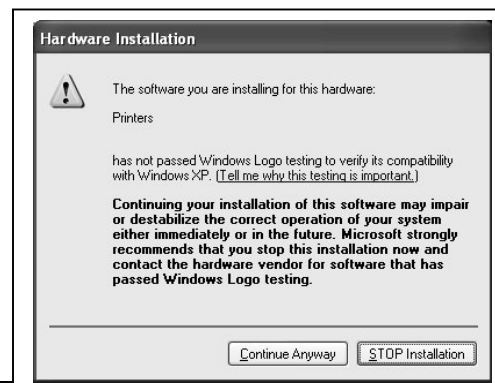 Hardware Installation
The software you are installing for this hardware:
Printers
has not passed Windows Logo testing to verify its compatibility
with Windows XP. (Tell me why this testing is important.)
Continuing your installation of this software may impair
or destabilize the correct operation of your system
either immediately or in the future. Microsoft strongly
recommends that you stop this installation now and
contact the hardware vendor for software that has
passed Windows Logo testing.
Continue Anyway
STOP Installation